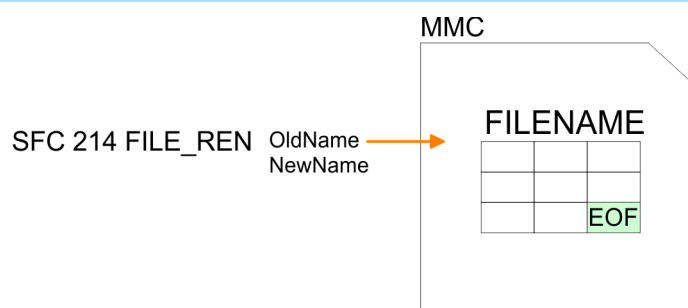 MMC
FILENAME
SFC 214 FILE_REN OldName
NewName
EOF